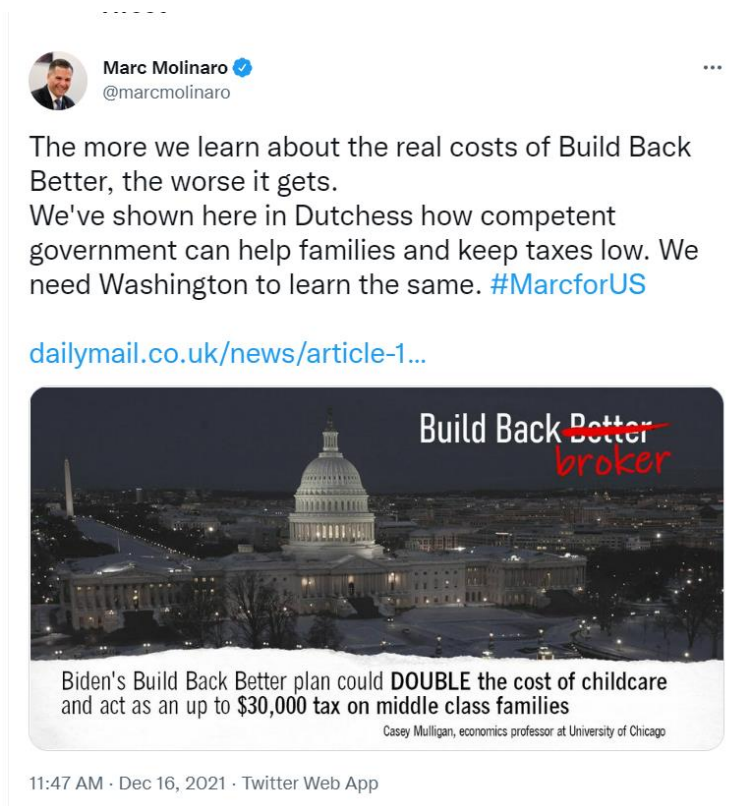 Marc Molinaro
@marcmolinaro
The more we learn about the real costs of Build Back
Better, the worse it gets.
We've shown here in Dutchess how competent
government can help families and keep taxes low. We
need Washington to learn the same. #MarcforUS
dailymail.co.uk/news/article-1...
Build Back Better
broker
Biden's Build Back Better plan could DOUBLE the cost of childcare
and act as an up to $30,000 tax on middle class families
Casey Mulligan, economics professor at University of Chicago
11:47 AM · Dec 16, 2021 · Twitter Web App